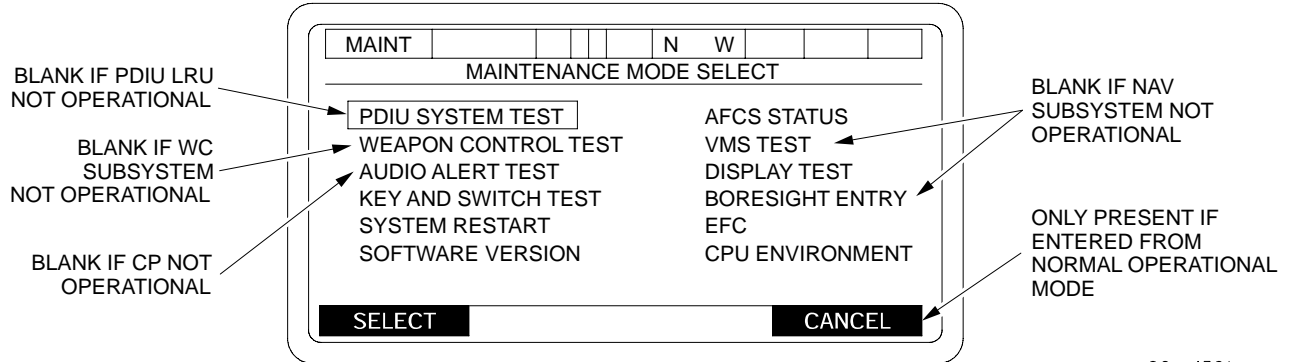 MAINT N W
MAINTENANCE MODE SELECT
BLANK IF PDIU LRU
NOT OPERATIONAL
BLANK IF WC
SUBSYSTEM
NOT OPERATIONAL
BLANK IF CP NOT
OPERATIONAL
PDIU SYSTEM TEST
WEAPON CONTROL TEST
AUDIO ALERT TEST
KEY AND SWITCH TEST
SYSTEM RESTART
SOFTWARE VERSION
AFCS STATUS
VMS TEST
DISPLAY TEST
BORESIGHT ENTRY
EFC
CPU ENVIRONMENT
BLANK IF NAV
SUBSYSTEM NOT
OPERATIONAL
ONLY PRESENT IF
ENTERED FROM
NORMAL OPERATIONAL
MODE
SELECT
CANCEL